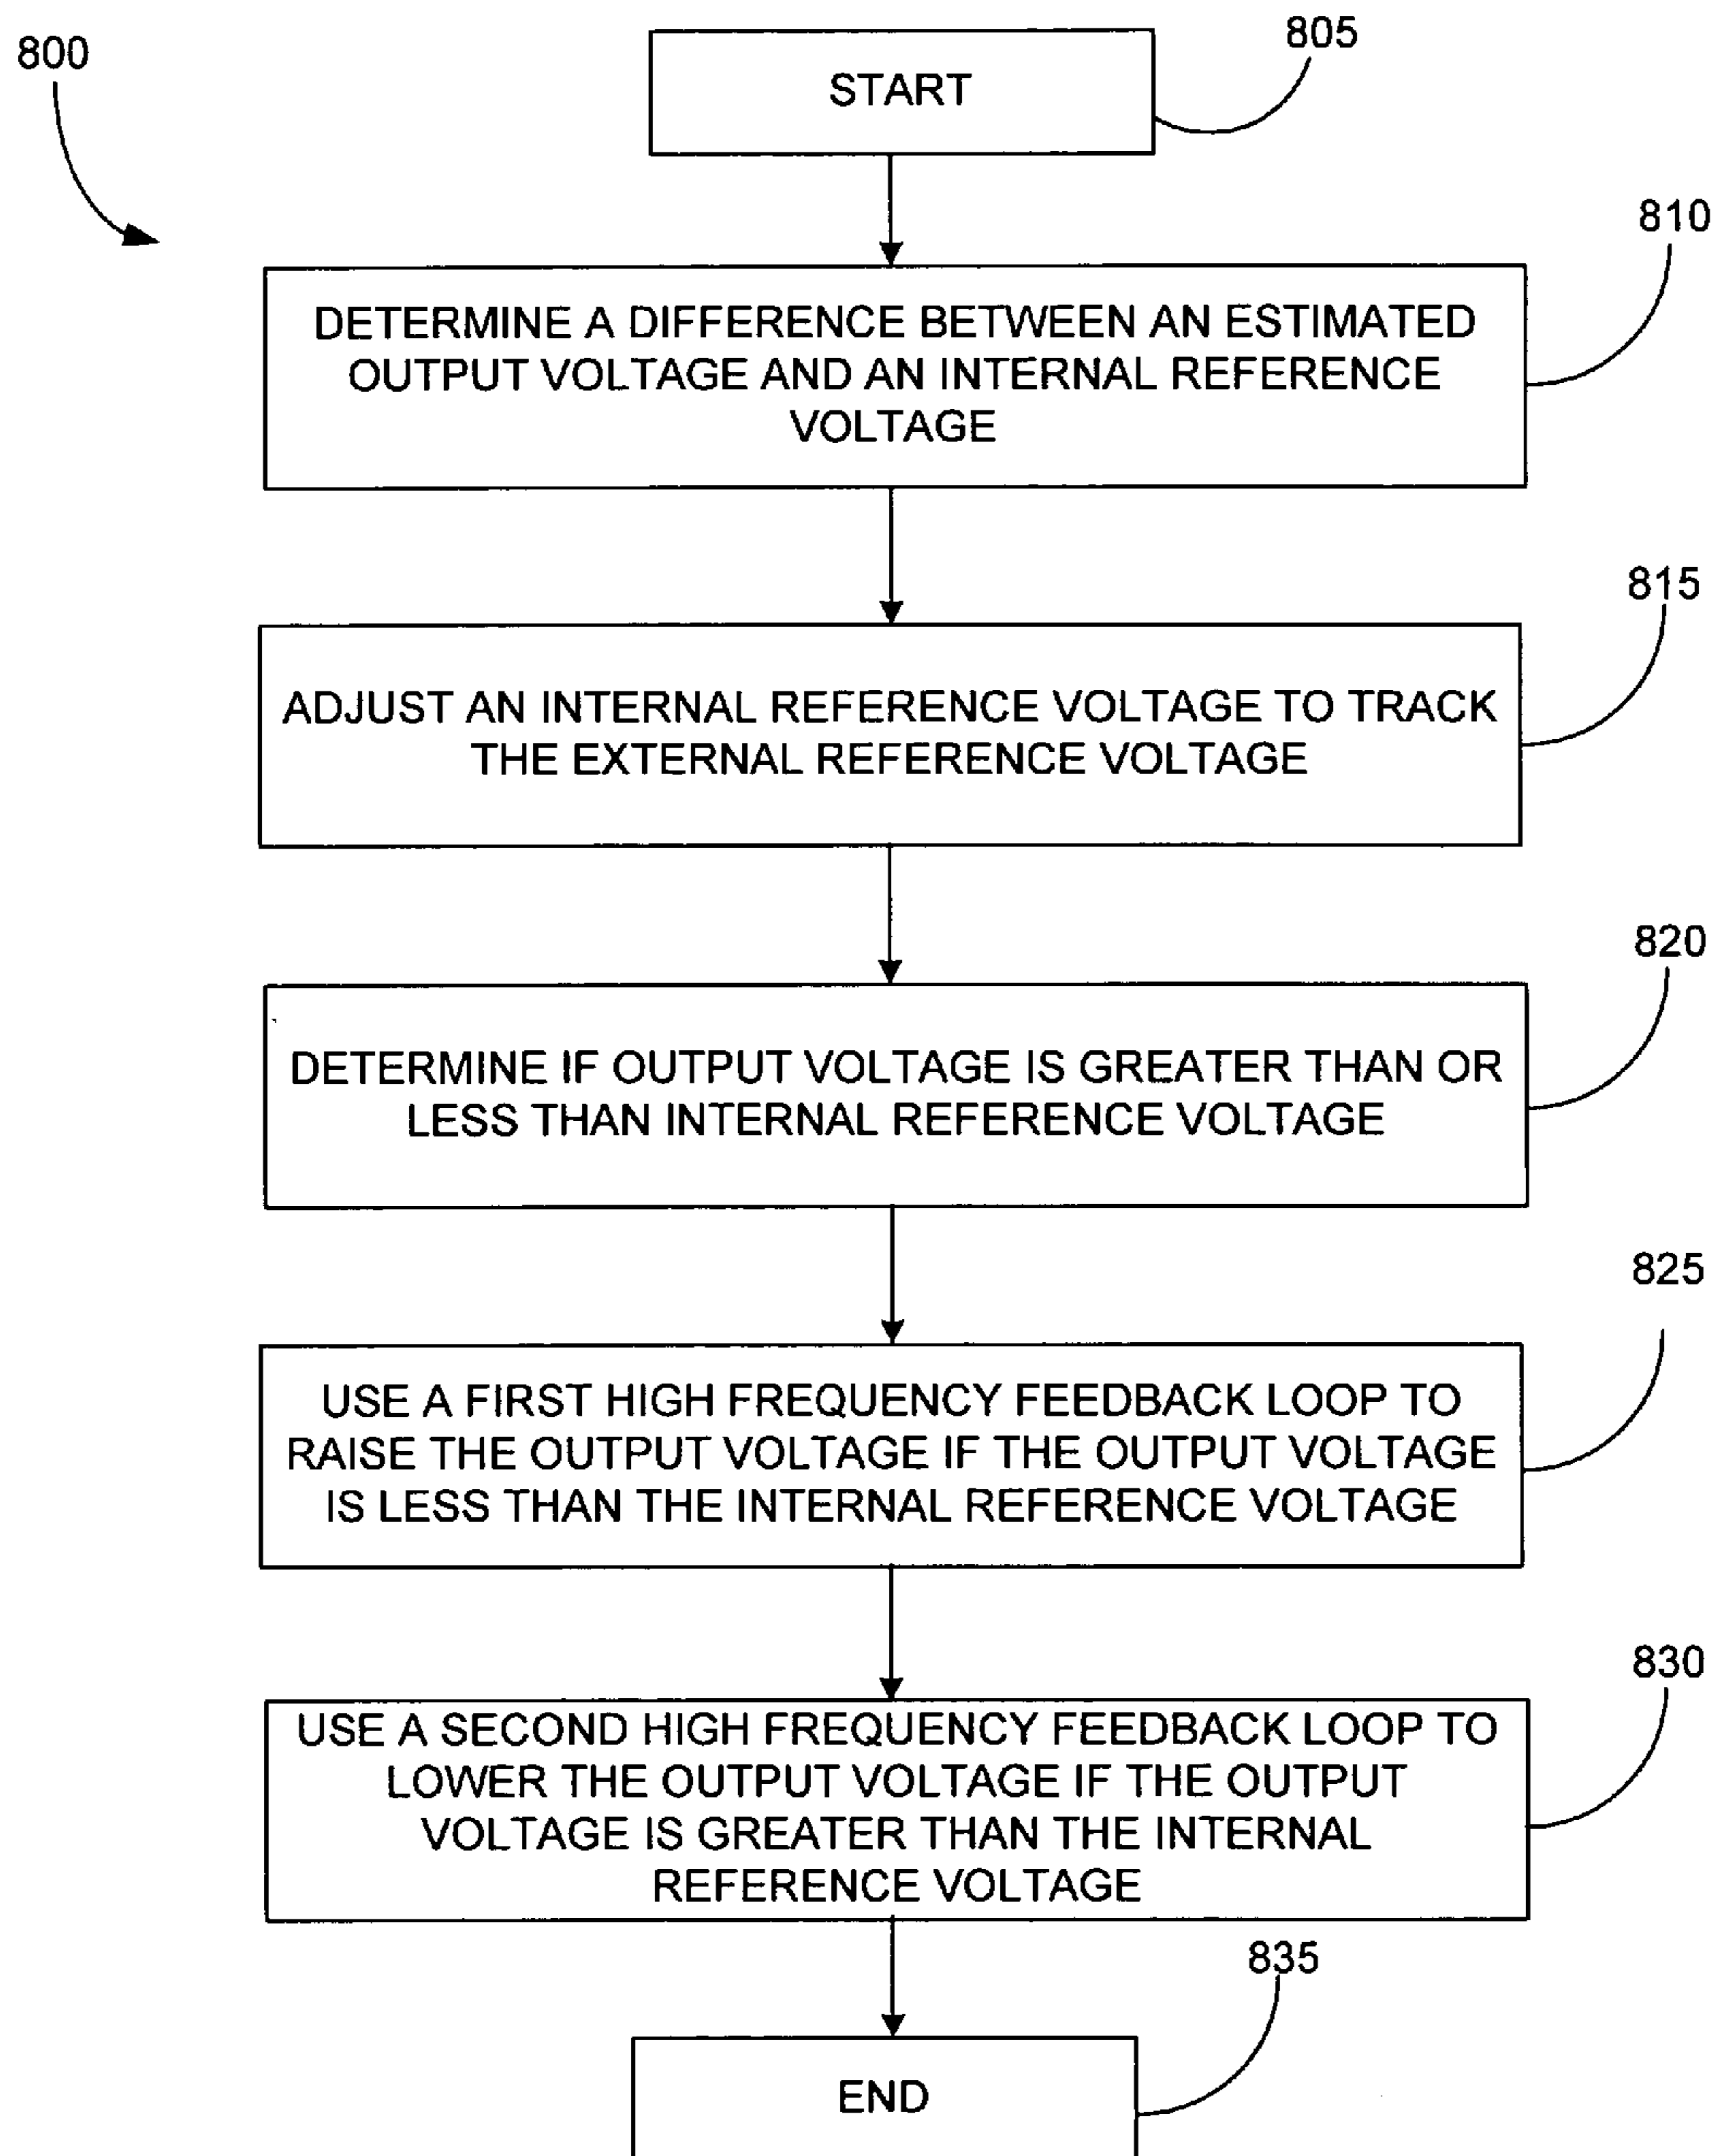 800
805
START
810
DETERMINE A DIFFERENCE BETWEEN AN ESTIMATED
OUTPUT VOLTAGE AND AN INTERNAL REFERENCE
VOLTAGE
815
ADJUST AN INTERNAL REFERENCE VOLTAGE TO TRACK
THE EXTERNAL REFERENCE VOLTAGE
820
DETERMINE IF OUTPUT VOLTAGE IS GREATER THAN OR
LESS THAN INTERNAL REFERENCE VOLTAGE
825
USE A FIRST HIGH FREQUENCY FEEDBACK LOOP TO
RAISE THE OUTPUT VOLTAGE IF THE OUTPUT VOLTAGE
IS LESS THAN THE INTERNAL REFERENCE VOLTAGE
830
USE A SECOND HIGH FREQUENCY FEEDBACK LOOP TO
LOWER THE OUTPUT VOLTAGE IF THE OUTPUT
VOLTAGE IS GREATER THAN THE INTERNAL
REFERENCE VOLTAGE
835
END